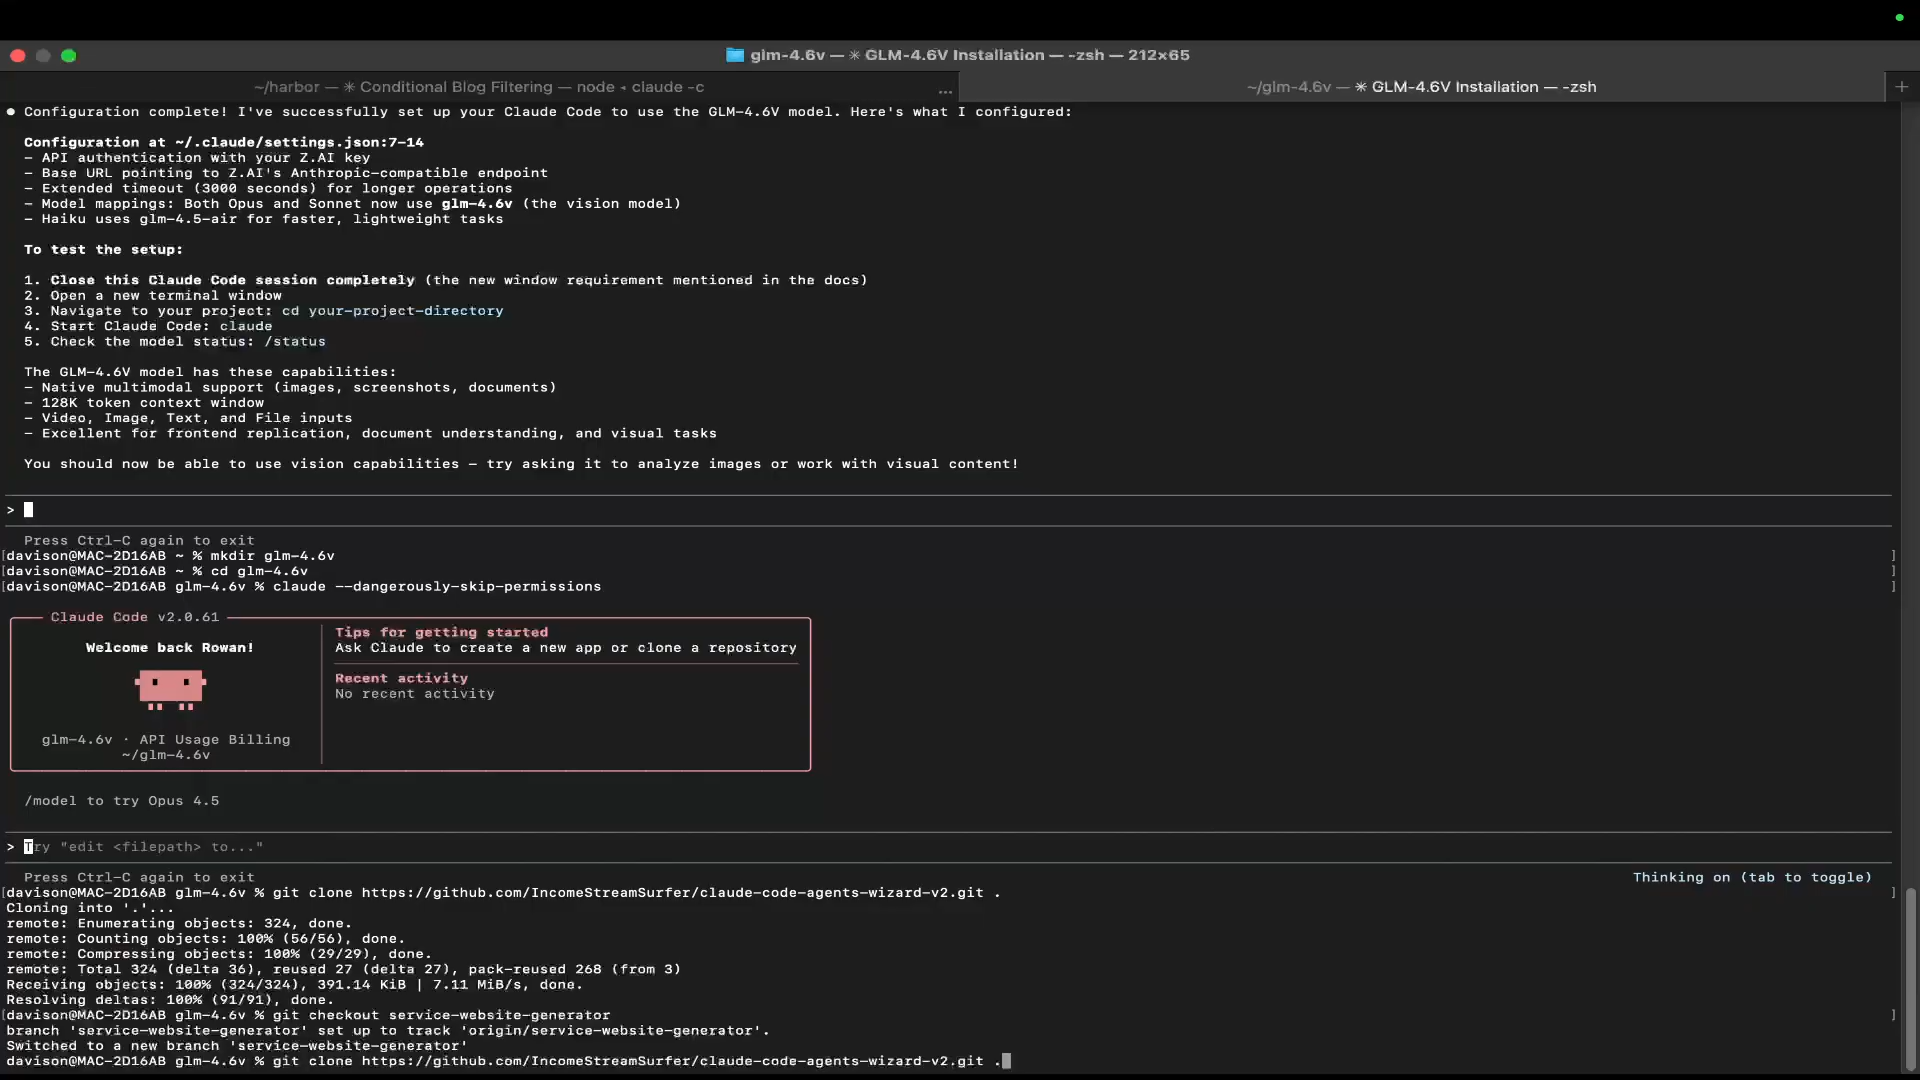 glm-4.6v — ✳ GLM-4.6V Installation — -zsh — 212×65
~/harbor — ✳ Conditional Blog Filtering — node ◂ claude -c ...
~/glm-4.6v — ✳ GLM-4.6V Installation — -zsh +
● Configuration complete! I've successfully set up your Claude Code to use the GLM-4.6V model. Here's what I configured:
Configuration at ~/.claude/settings.json:7-14
- API authentication with your Z.AI key
- Base URL pointing to Z.AI's Anthropic-compatible endpoint
- Extended timeout (3000 seconds) for longer operations
- Model mappings: Both Opus and Sonnet now use glm-4.6v (the vision model)
- Haiku uses glm-4.5-air for faster, lightweight tasks
To test the setup:
1. Close this Claude Code session completely (the new window requirement mentioned in the docs)
2. Open a new terminal window
3. Navigate to your project: cd your-project-directory
4. Start Claude Code: claude
5. Check the model status: /status
The GLM-4.6V model has these capabilities:
- Native multimodal support (images, screenshots, documents)
- 128K token context window
- Video, Image, Text, and File inputs
- Excellent for frontend replication, document understanding, and visual tasks
You should now be able to use vision capabilities - try asking it to analyze images or work with visual content!
>
Press Ctrl-C again to exit
[davison@MAC-2D16AB ~ % mkdir glm-4.6v ]
[davison@MAC-2D16AB ~ % cd glm-4.6v ]
[davison@MAC-2D16AB glm-4.6v % claude --dangerously-skip-permissions ]
Claude Code v2.0.61
Welcome back Rowan!
glm-4.6v · API Usage Billing
~/glm-4.6v
Tips for getting started
Ask Claude to create a new app or clone a repository
Recent activity
No recent activity
/model to try Opus 4.5
> Try "edit <filepath> to..."
Press Ctrl-C again to exit Thinking on (tab to toggle)
[davison@MAC-2D16AB glm-4.6v % git clone https://github.com/IncomeStreamSurfer/claude-code-agents-wizard-v2.git . ]
Cloning into '.'...
remote: Enumerating objects: 324, done.
remote: Counting objects: 100% (56/56), done.
remote: Compressing objects: 100% (29/29), done.
remote: Total 324 (delta 36), reused 27 (delta 27), pack-reused 268 (from 3)
Receiving objects: 100% (324/324), 391.14 KiB | 7.11 MiB/s, done.
Resolving deltas: 100% (91/91), done.
[davison@MAC-2D16AB glm-4.6v % git checkout service-website-generator ]
branch 'service-website-generator' set up to track 'origin/service-website-generator'.
Switched to a new branch 'service-website-generator'
davison@MAC-2D16AB glm-4.6v % git clone https://github.com/IncomeStreamSurfer/claude-code-agents-wizard-v2.git .